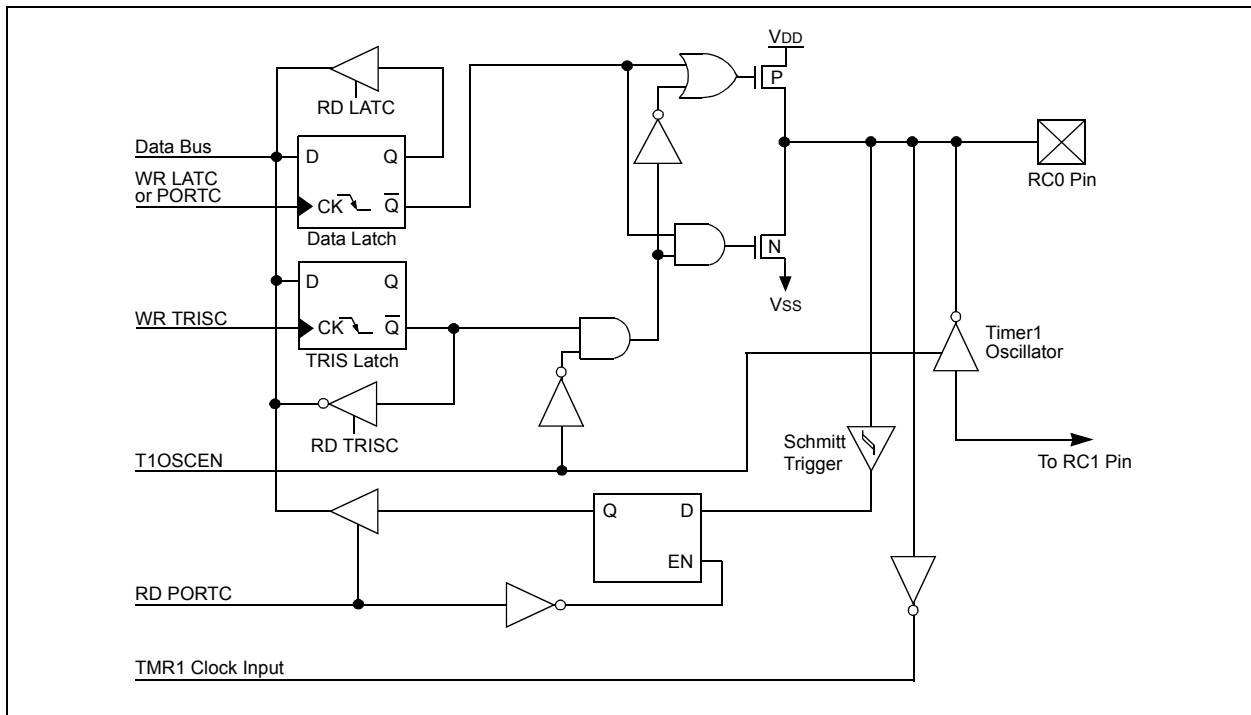 VDD
P
RD LATC
Data Bus
D
Q
WR LATC
or PORTC
CK
Q̅
Data Latch
RC0 Pin
N
VSS
D
Q
WR TRISC
CK
Q̅
TRIS Latch
Timer1
Oscillator
RD TRISC
Schmitt
Trigger
T1OSCEN
To RC1 Pin
Q
D
EN
RD PORTC
TMR1 Clock Input